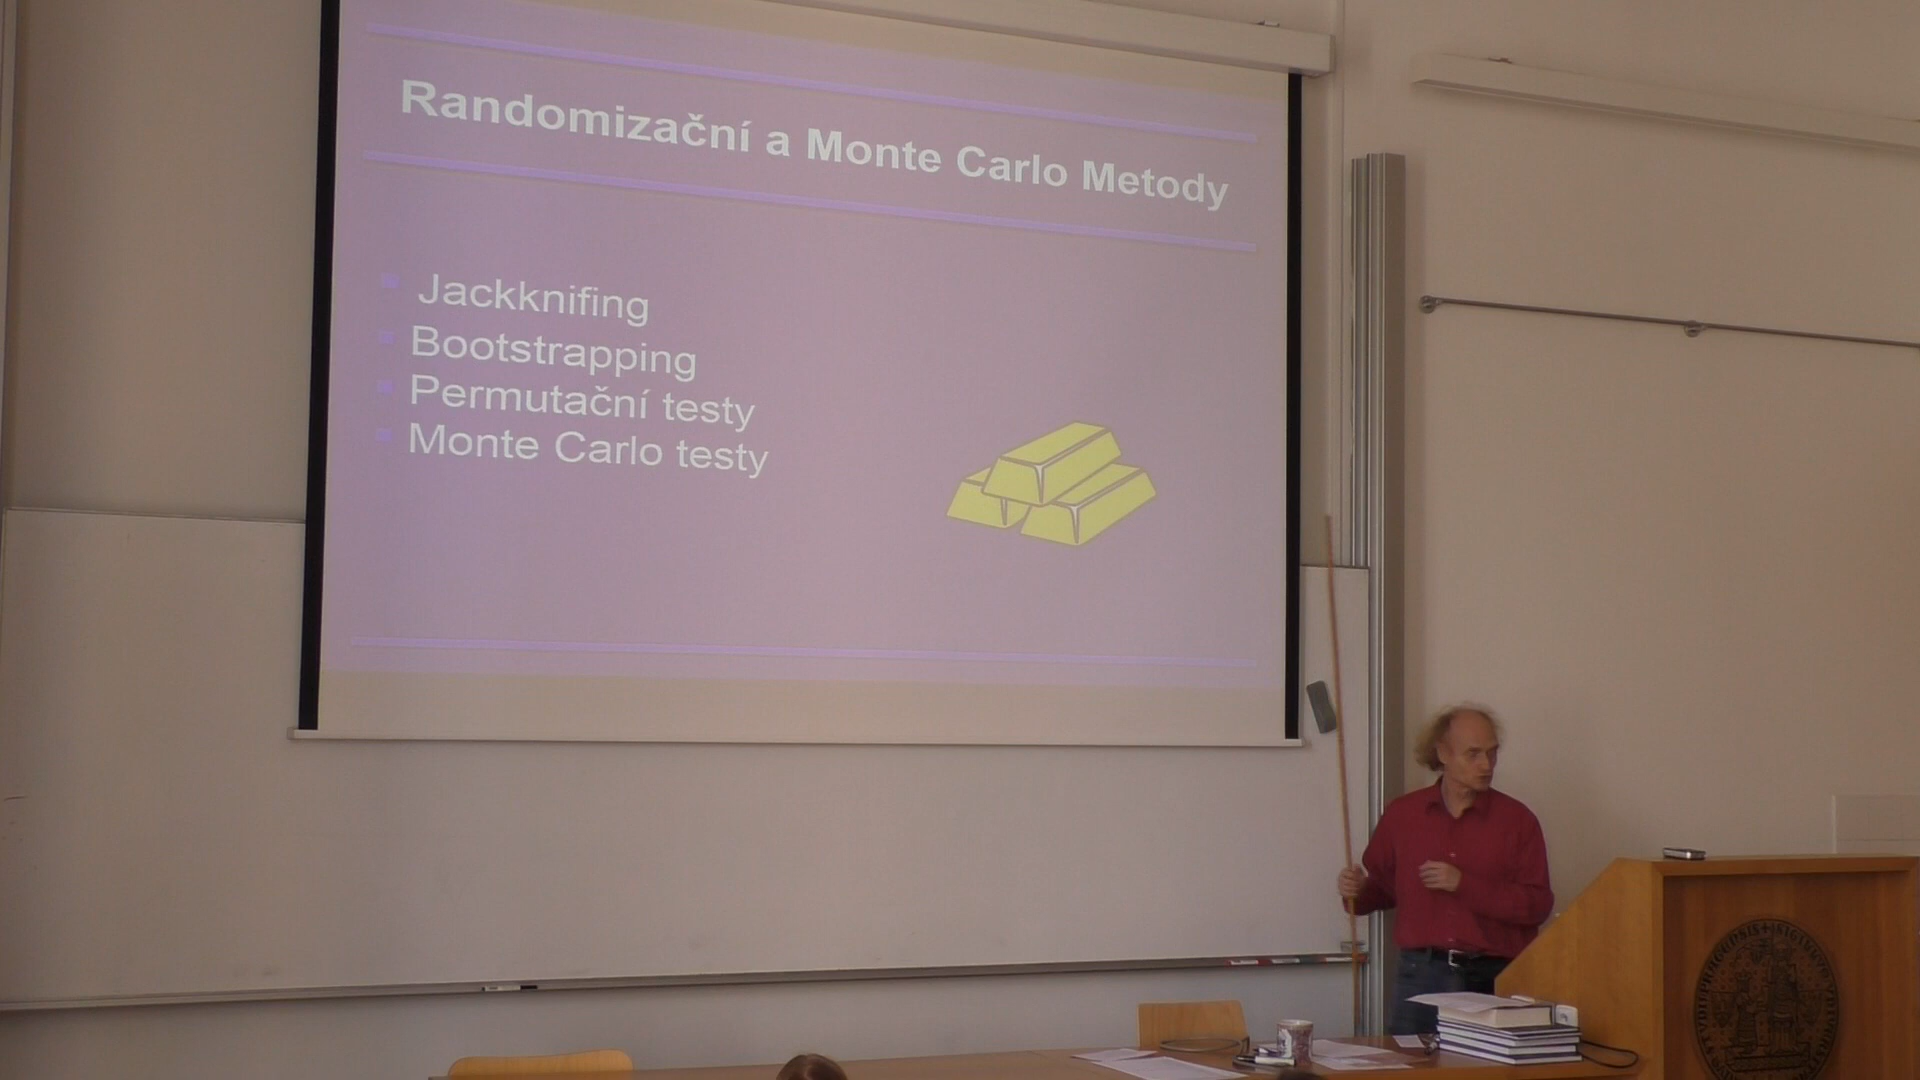 Randomizační a Monte Carlo Metody
Jackknifing
Bootstrapping
Permutační testy
Monte Carlo testy